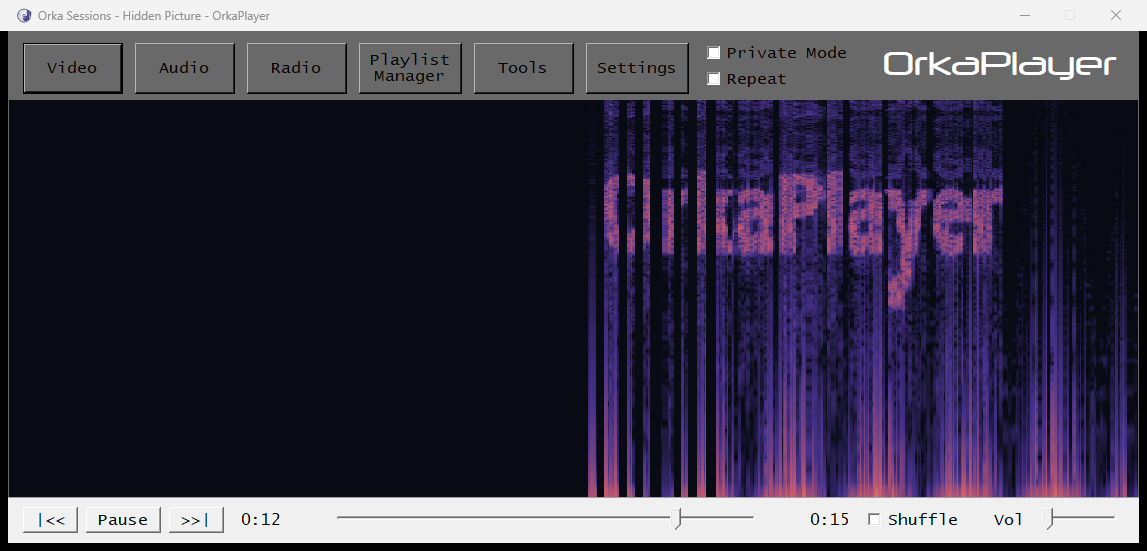 Orka Sessions - Hidden Picture - OrkaPlayer
Video
Audio
Radio
Playlist
Manager
Tools
Settings
Private Mode
Repeat
OrkaPlayer
OrkaPlayer
|<<
Pause
>>|
0:12
0:15
Shuffle
Vol